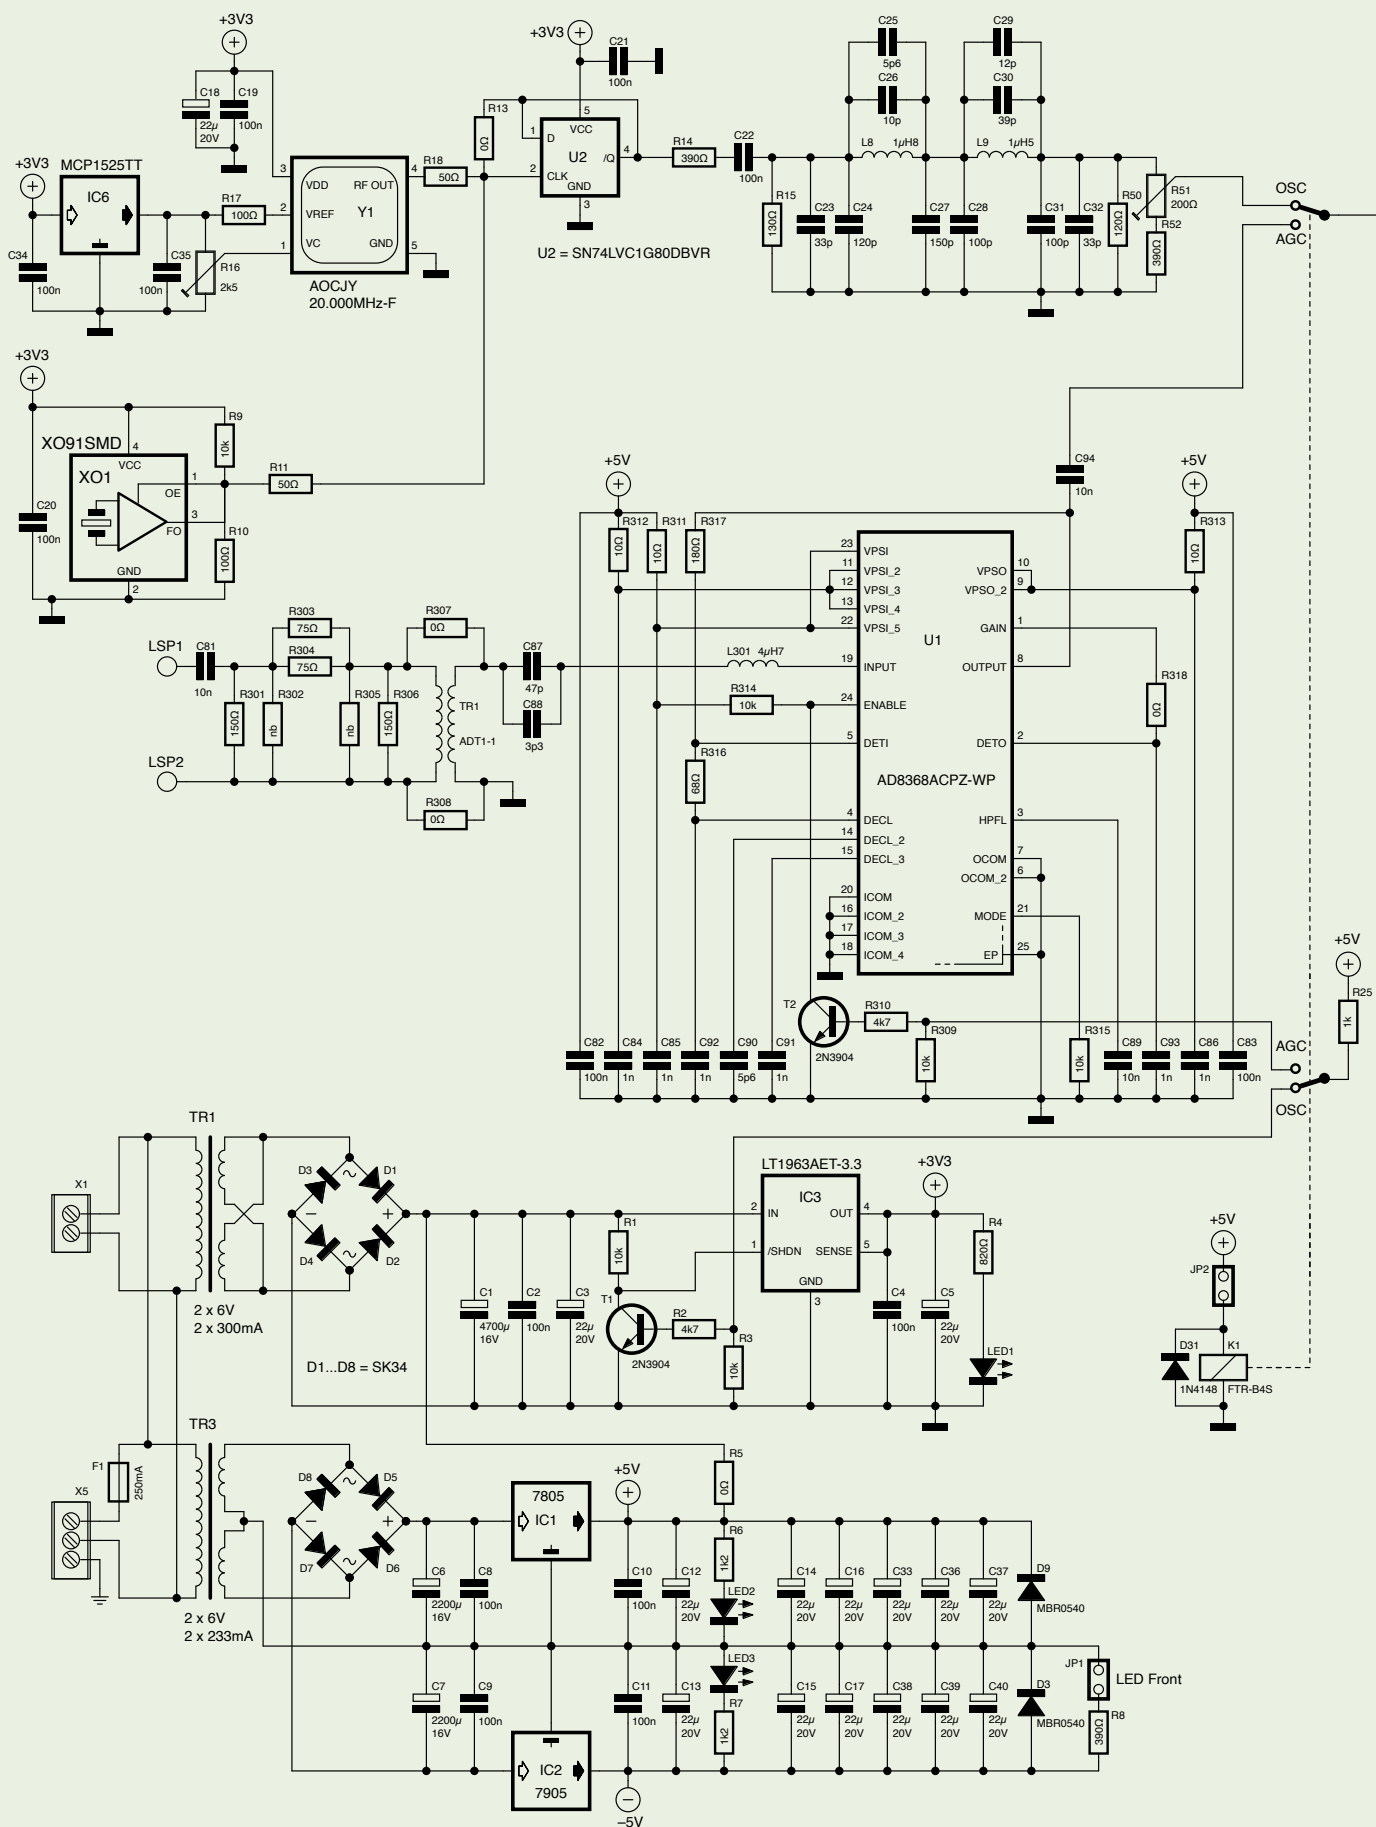 +3V3
C18
22µ
20V
C19
100n
+3V3
MCP1525TT
IC6
C34
100n
C35
100n
R16
2k5
R17
100Ω
3
2
1
VDD
VREF
VC
RF OUT
Y1
GND
4
5
AOCJY
20.000MHz-F
R18
50Ω
R13
0Ω
+3V3
C21
100n
5
VCC
1
D
U2
/Q
4
2
CLK
GND
3
U2 = SN74LVC1G80DBVR
R14
390Ω
C22
100n
R15
130Ω
C23
33p
C24
120p
C25
5p6
C26
10p
L8
1µH8
C27
150p
C28
100p
C29
12p
C30
39p
L9
1µH5
C31
100p
C32
33p
R50
120Ω
R51
200Ω
R52
390Ω
OSC
AGC
+3V3
XO91SMD
XO1
4
VCC
1
OE
3
FO
GND
2
C20
100n
R9
10k
R10
100Ω
R11
50Ω
LSP1
LSP2
C81
10n
R301
150Ω
R302
nb
R303
75Ω
R304
75Ω
R305
nb
R306
150Ω
R307
0Ω
R308
0Ω
TR1
ADT1-1
C87
47p
C88
3p3
+5V
R312
10Ω
R311
10Ω
R317
180Ω
L301
4µH7
R314
10k
R316
68Ω
23
VPSI
11
VPSI_2
12
VPSI_3
13
VPSI_4
22
VPSI_5
19
INPUT
24
ENABLE
5
DETI
4
DECL
14
DECL_2
15
DECL_3
20
ICOM
16
ICOM_2
17
ICOM_3
18
ICOM_4
U1
AD8368ACPZ-WP
VPSO
10
VPSO_2
9
GAIN
1
OUTPUT
8
DETO
2
HPFL
3
OCOM
7
OCOM_2
6
MODE
21
EP
25
C94
10n
+5V
R313
10Ω
R318
0Ω
T2
2N3904
R310
4k7
R309
10k
R315
10k
C82
100n
C84
1n
C85
1n
C92
1n
C90
5p6
C91
1n
C89
10n
C93
1n
C86
1n
C83
100n
+5V
R25
1k
AGC
OSC
TR1
X1
2 x 6V
2 x 300mA
D3
D1
D4
D2
~
–
+
~
D1...D8 = SK34
C1
4700µ
16V
C2
100n
C3
22µ
20V
R1
10k
T1
2N3904
R2
4k7
R3
10k
LT1963AET-3.3
IC3
2
IN
OUT
4
1
/SHDN
SENSE
5
GND
3
+3V3
C4
100n
C5
22µ
20V
R4
820Ω
LED1
+5V
JP2
D31
1N4148
K1
FTR-B4S
TR3
F1
250mA
X5
2 x 6V
2 x 233mA
D8
D5
D7
D6
~
–
+
~
C6
2200µ
16V
C8
100n
7805
IC1
C7
2200µ
16V
C9
100n
IC2
7905
+5V
–5V
C10
100n
C12
22µ
20V
R5
0Ω
R6
1k2
LED2
C11
100n
C13
22µ
20V
LED3
R7
1k2
C14
22µ
20V
C16
22µ
20V
C33
22µ
20V
C36
22µ
20V
C37
22µ
20V
D9
MBR0540
C15
22µ
20V
C17
22µ
20V
C38
22µ
20V
C39
22µ
20V
C40
22µ
20V
D3
MBR0540
JP1
LED Front
R8
390Ω